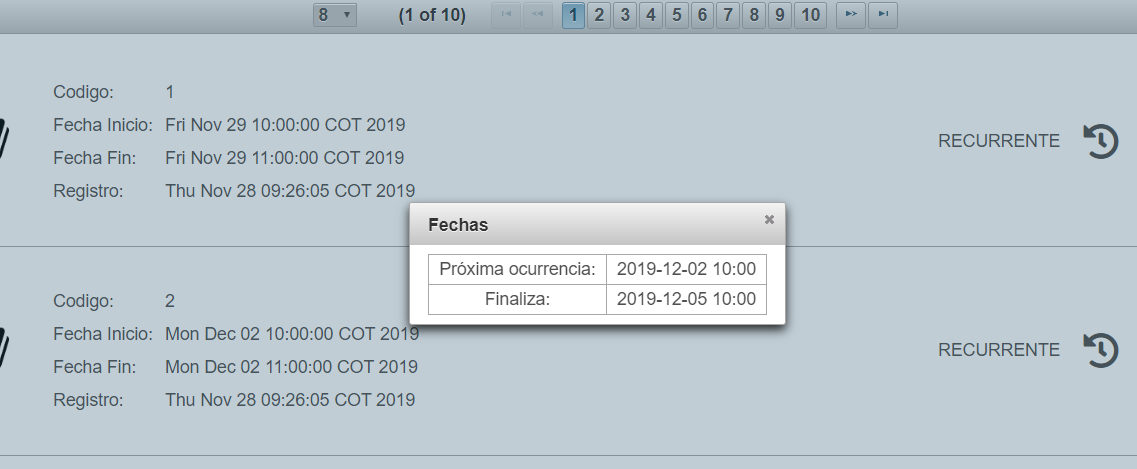 8 (1 of 10) 1 2 3 4 5 6 7 8 9 10
Codigo: 1
Fecha Inicio: Fri Nov 29 10:00:00 COT 2019
Fecha Fin: Fri Nov 29 11:00:00 COT 2019
Registro: Thu Nov 28 09:26:05 COT 2019
RECURRENTE
Fechas
Próxima ocurrencia: 2019-12-02 10:00
Finaliza: 2019-12-05 10:00
Codigo: 2
Fecha Inicio: Mon Dec 02 10:00:00 COT 2019
Fecha Fin: Mon Dec 02 11:00:00 COT 2019
Registro: Thu Nov 28 09:26:05 COT 2019
RECURRENTE